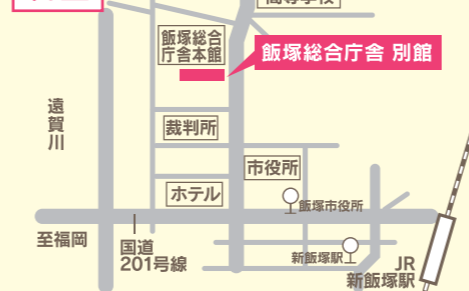 飯塚総合
庁舎本館
飯塚総合庁舎 別館
遠賀川
裁判所
市役所
ホテル
飯塚市役所
至福岡
国道
201号線
新飯塚駅
JR
新飯塚駅